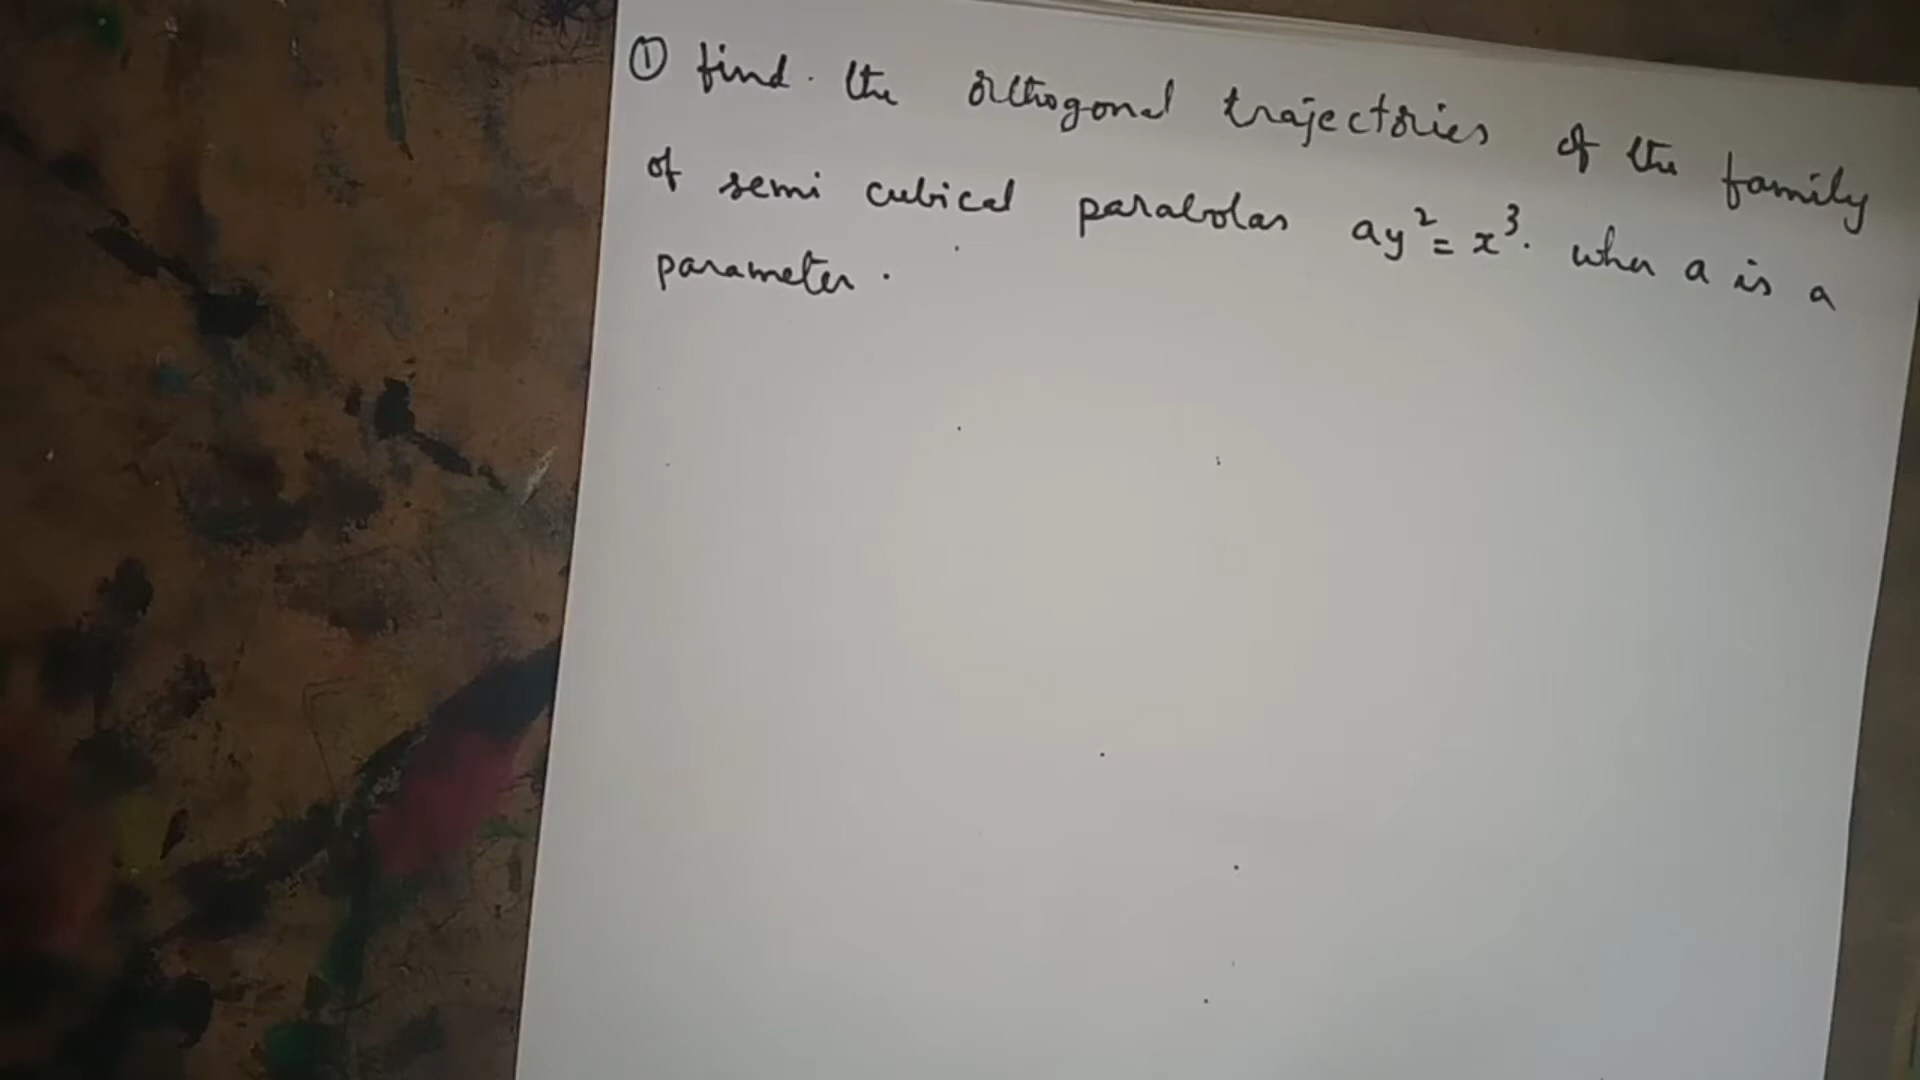 ① find. the orthogonal trajectories of the family
of semi cubical parabolas ay²= x³. when a is a
parameter.